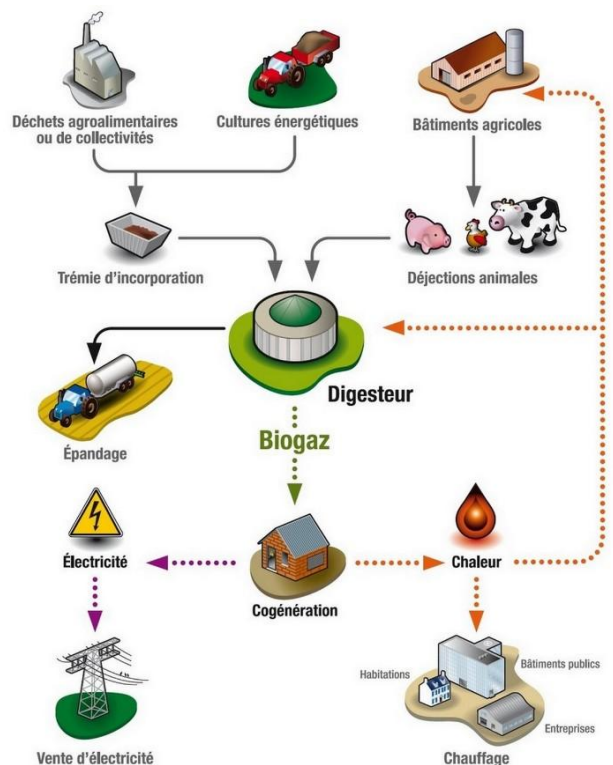 Déchets agroalimentaires
ou de collectivités
Cultures énergétiques
Bâtiments agricoles
Trémie d'incorporation
Déjections animales
Digesteur
Épandage
Biogaz
Électricité
Cogénération
Chaleur
Vente d'électricité
Habitations
Bâtiments publics
Entreprises
Chauffage